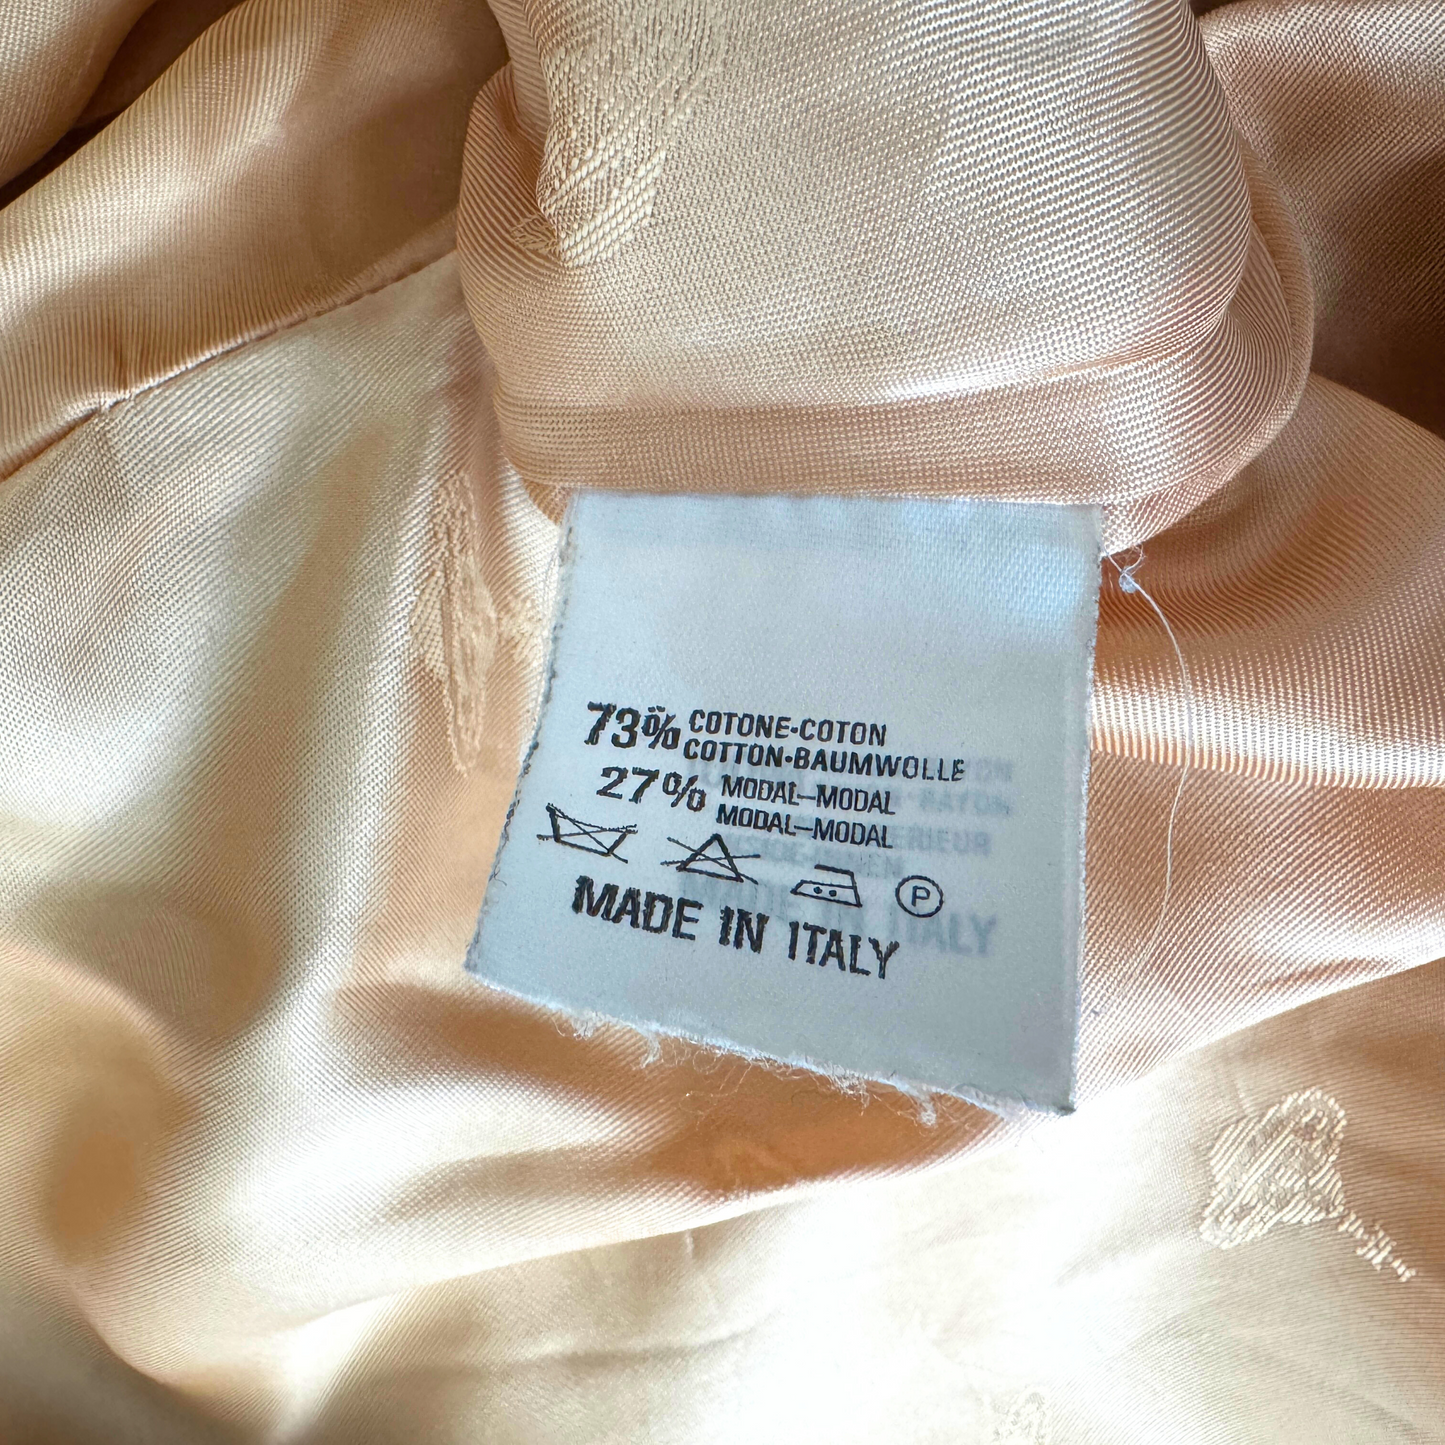 73% COTONE-COTON
COTTON-BAUMWOLLE
27% MODAL-MODAL
MODAL-MODAL
P
MADE IN ITALY